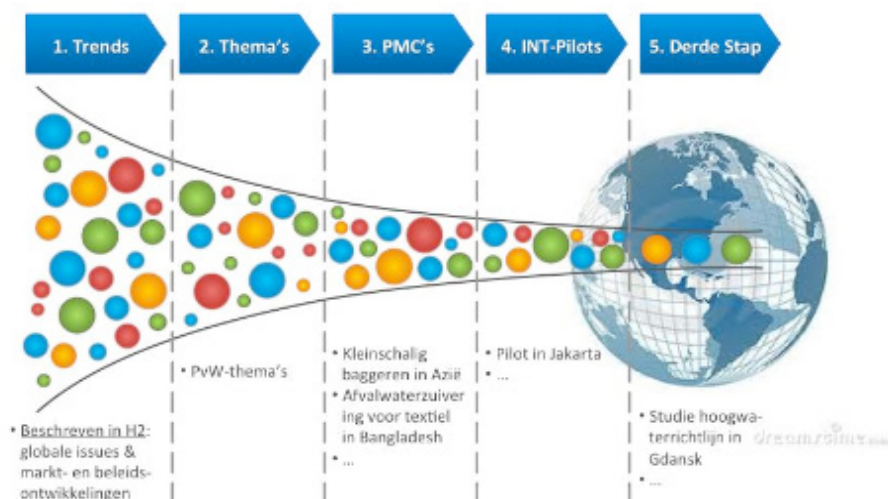 1. Trends
2. Thema's
3. PMC's
4. INT-Pilots
5. Derde Stap
• Beschreven in H2:
globale issues &
markt- en beleids-
ontwikkelingen
• PvW-thema's
• Kleinschalig
baggeren in Azië
• Afvalwaterzuiver
ing voor textiel
in Bangladesh
• ...
• Pilot in Jakarta
• ...
• Studie hoogwa-
terrichtlijn in
Gdansk
• ...
dreamstime